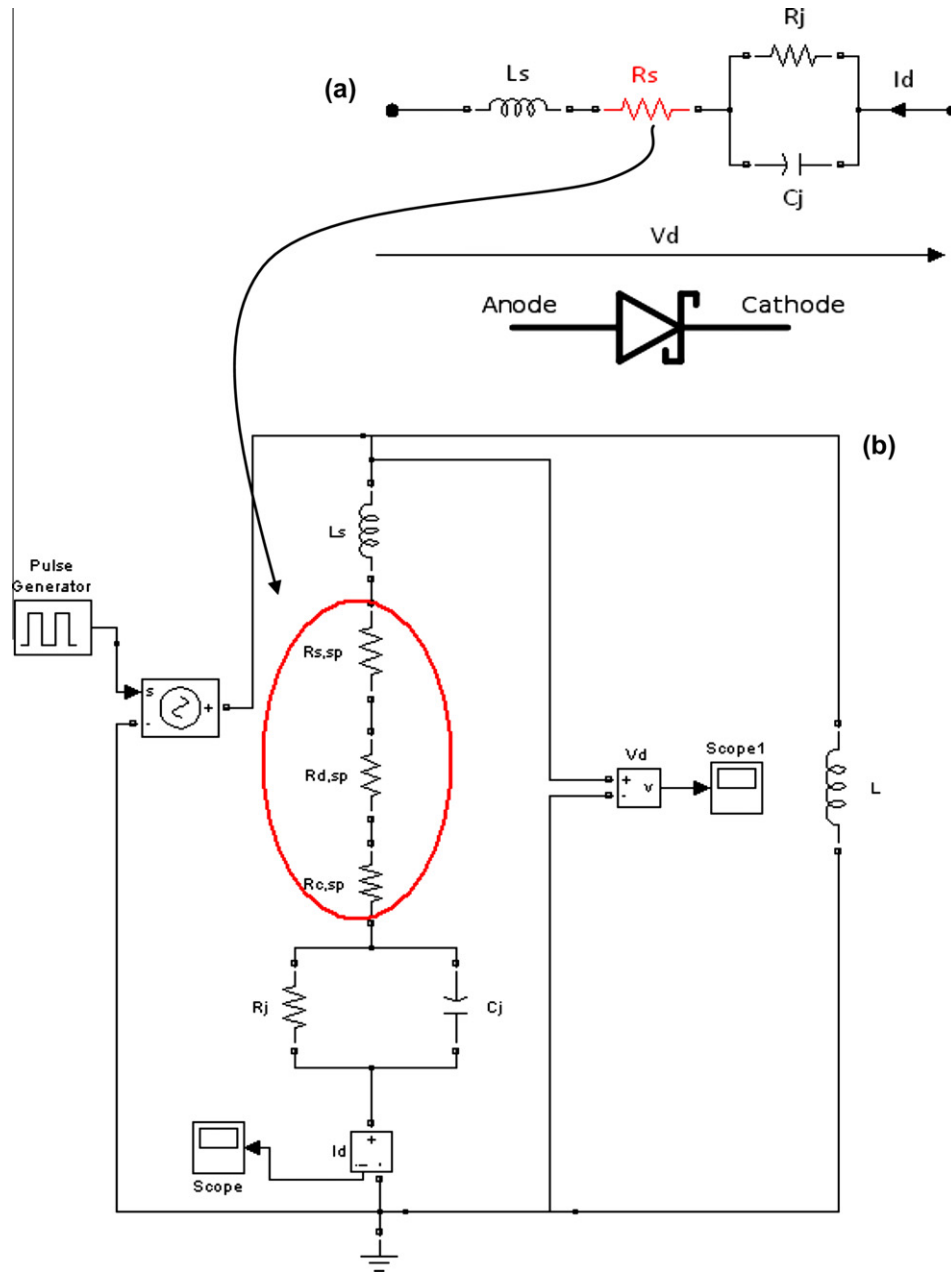 Rj
(a)
Ls
Rs
Id
Cj
Vd
Anode
Cathode
(b)
Ls
Pulse
Generator
Rs,sp
s
-
+
Rd,sp
Vd
Scope1
+
-
v
L
Rc,sp
Rj
Cj
Id
+
Scope